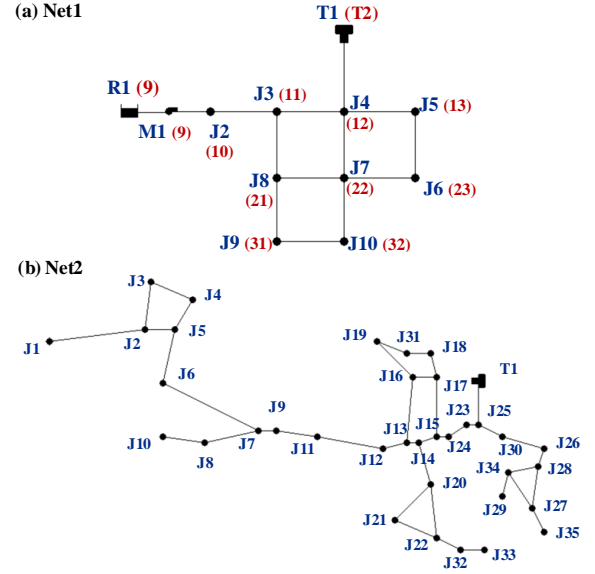 (a) Net1
T1 (T2)
R1 (9)
J3 (11)
J4
J5 (13)
M1 (9)
J2
(12)
(10)
J7
J8
(22)
J6 (23)
(21)
J9 (31)
J10 (32)
(b) Net2
J3
J4
J1
J2
J5
J19
J31
J18
T1
J6
J16
J17
J9
J13
J15
J23
J25
J10
J8
J7
J11
J12
J14
J24
J30
J26
J34
J28
J20
J29
J27
J21
J35
J22
J32
J33